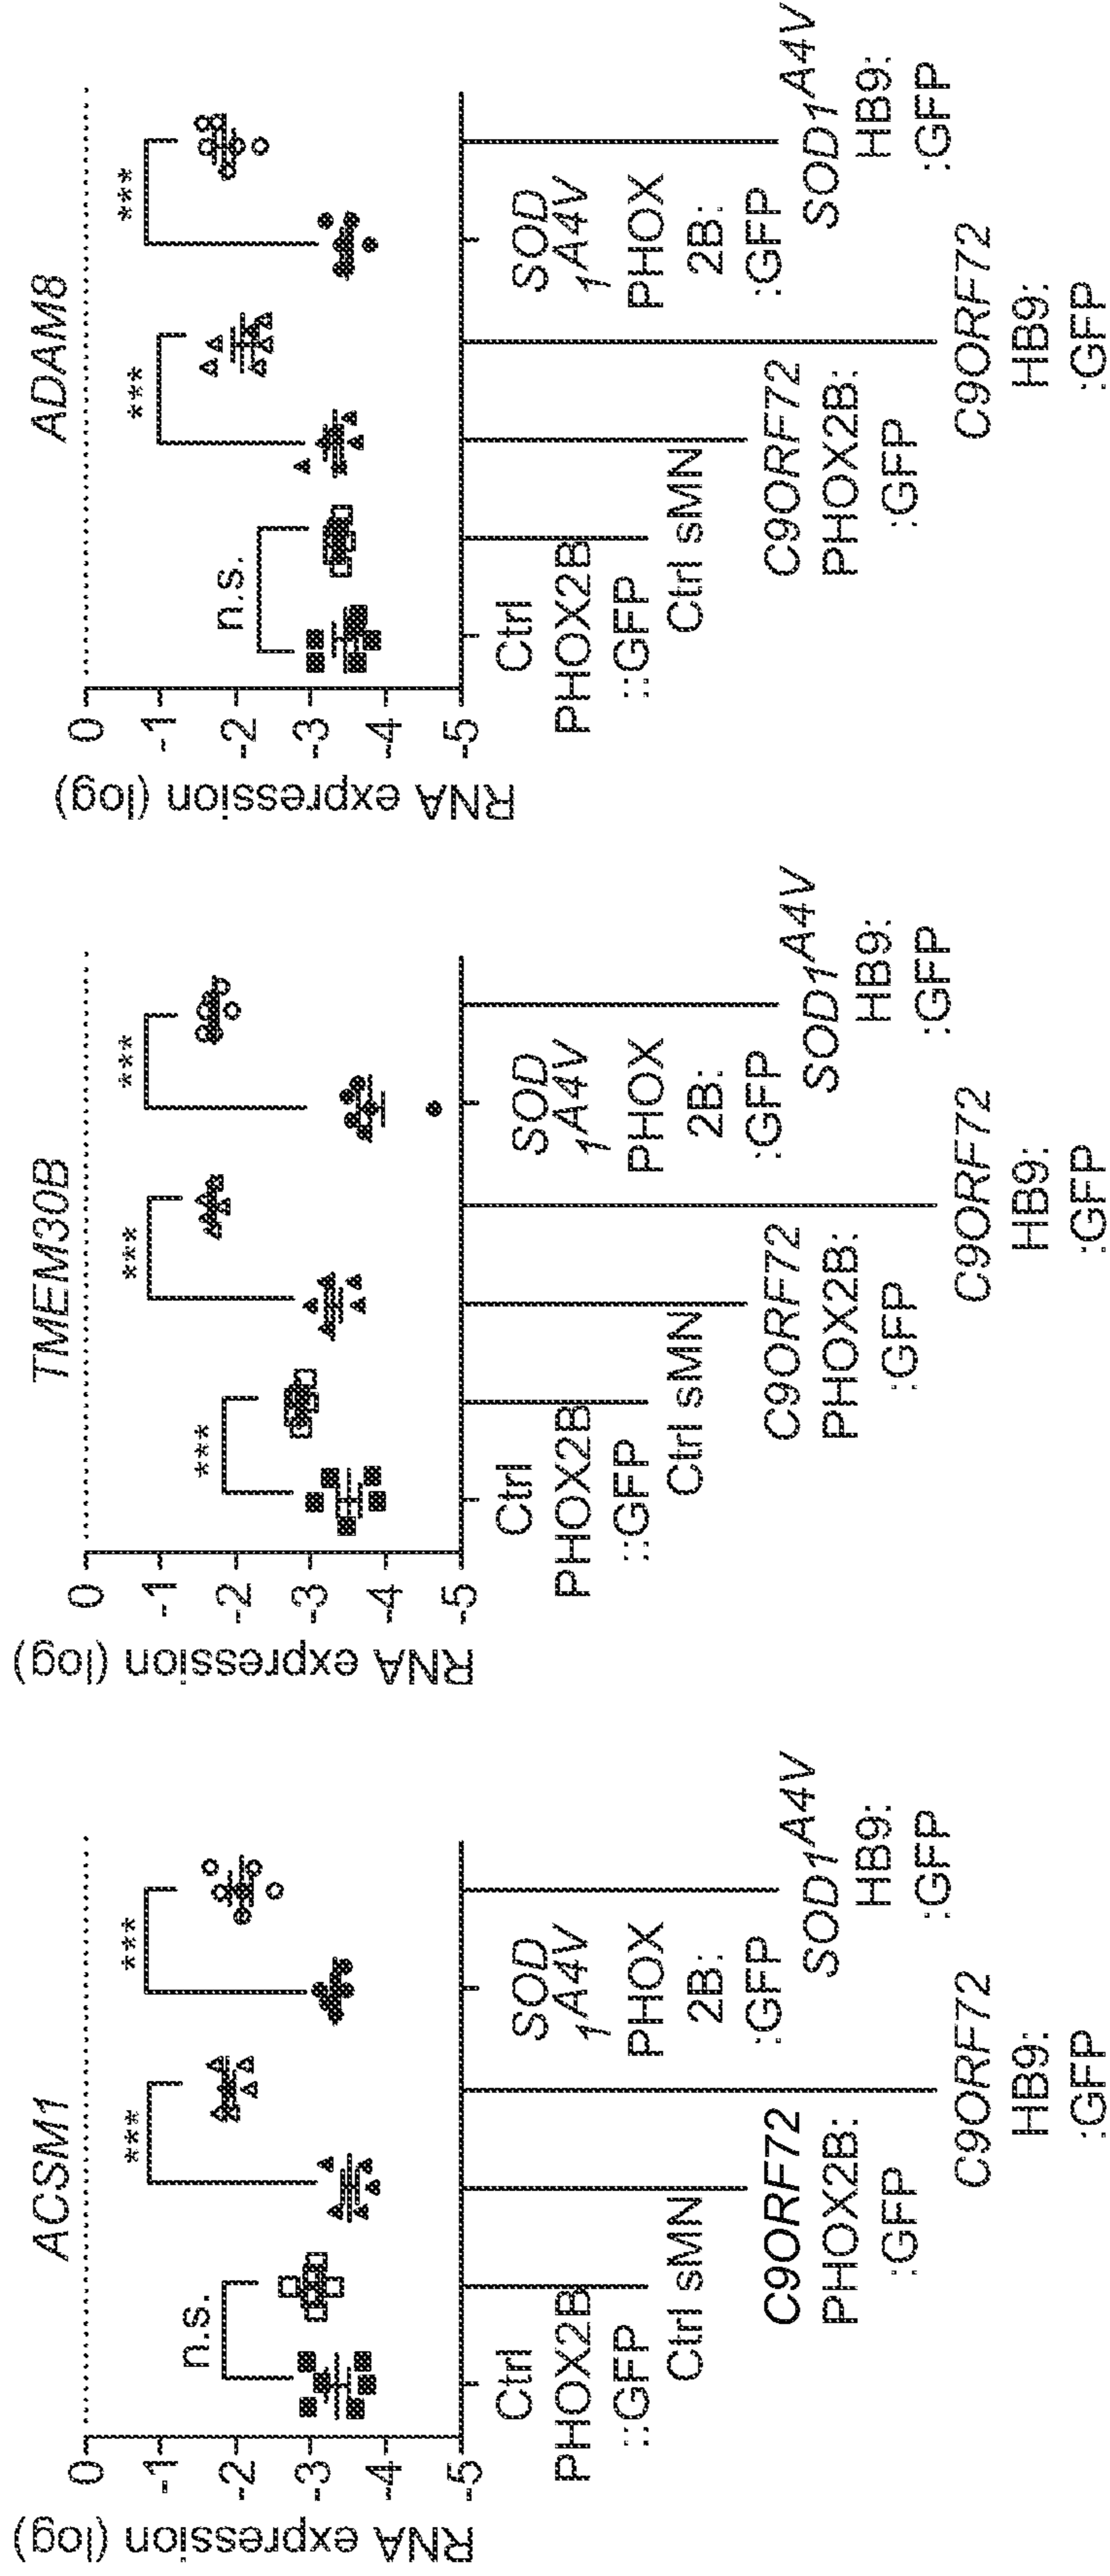 ACSM1
RNA expression (log)
0
-1
-2
-3
-4
-5
n.s.
***
***
Ctrl
PHOX2B
::GFP
Ctrl sMN
C9ORF72
PHOX2B:
:GFP
C9ORF72
HB9:
:GFP
SOD
1A4V
PHOX
2B:
:GFP
SOD1A4V
HB9:
:GFP
TMEM30B
RNA expression (log)
0
-1
-2
-3
-4
-5
***
***
***
Ctrl
PHOX2B
::GFP
Ctrl sMN
C9ORF72
PHOX2B:
:GFP
C9ORF72
HB9:
:GFP
SOD
1A4V
PHOX
2B:
:GFP
SOD1A4V
HB9:
:GFP
ADAM8
RNA expression (log)
0
-1
-2
-3
-4
-5
n.s.
***
***
Ctrl
PHOX2B
::GFP
Ctrl sMN
C9ORF72
PHOX2B:
:GFP
C9ORF72
HB9:
:GFP
SOD
1A4V
PHOX
2B:
:GFP
SOD1A4V
HB9:
:GFP